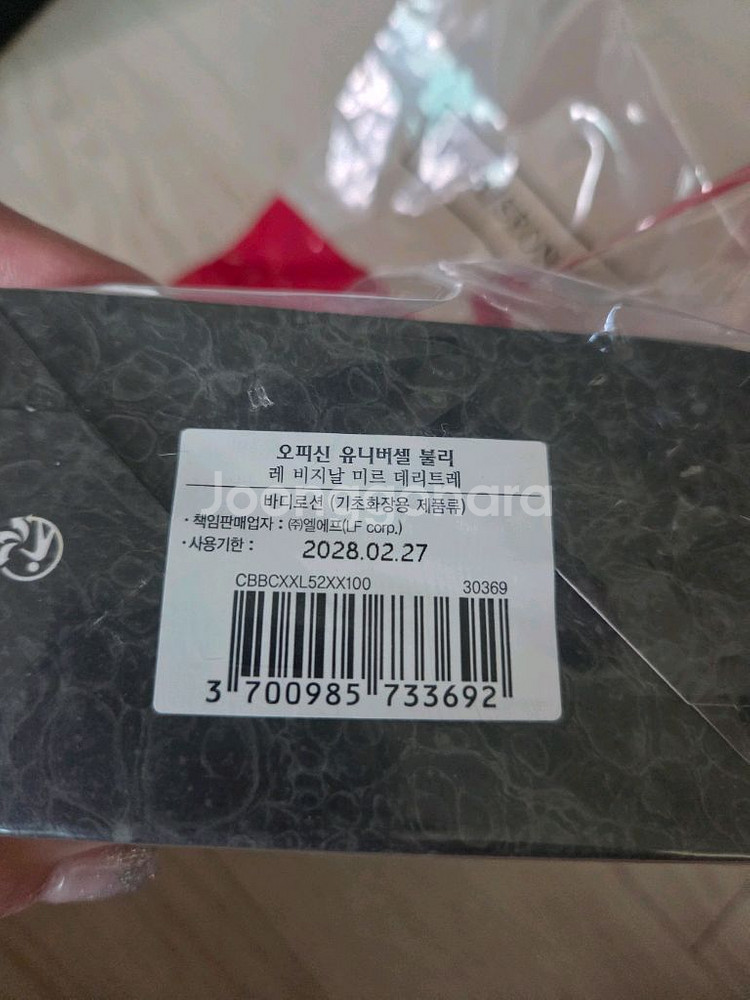 오피신 유니버셀 불리
레 비지날 미르 데리트레
바디로션 (기초화장용 제품류)
· 책임판매업자 : ㈜엘에프(LF corp.)
· 사용기한 : 2028.02.27
CBBCXXL52XX100 30369
3 700985 733692
Joonggonara